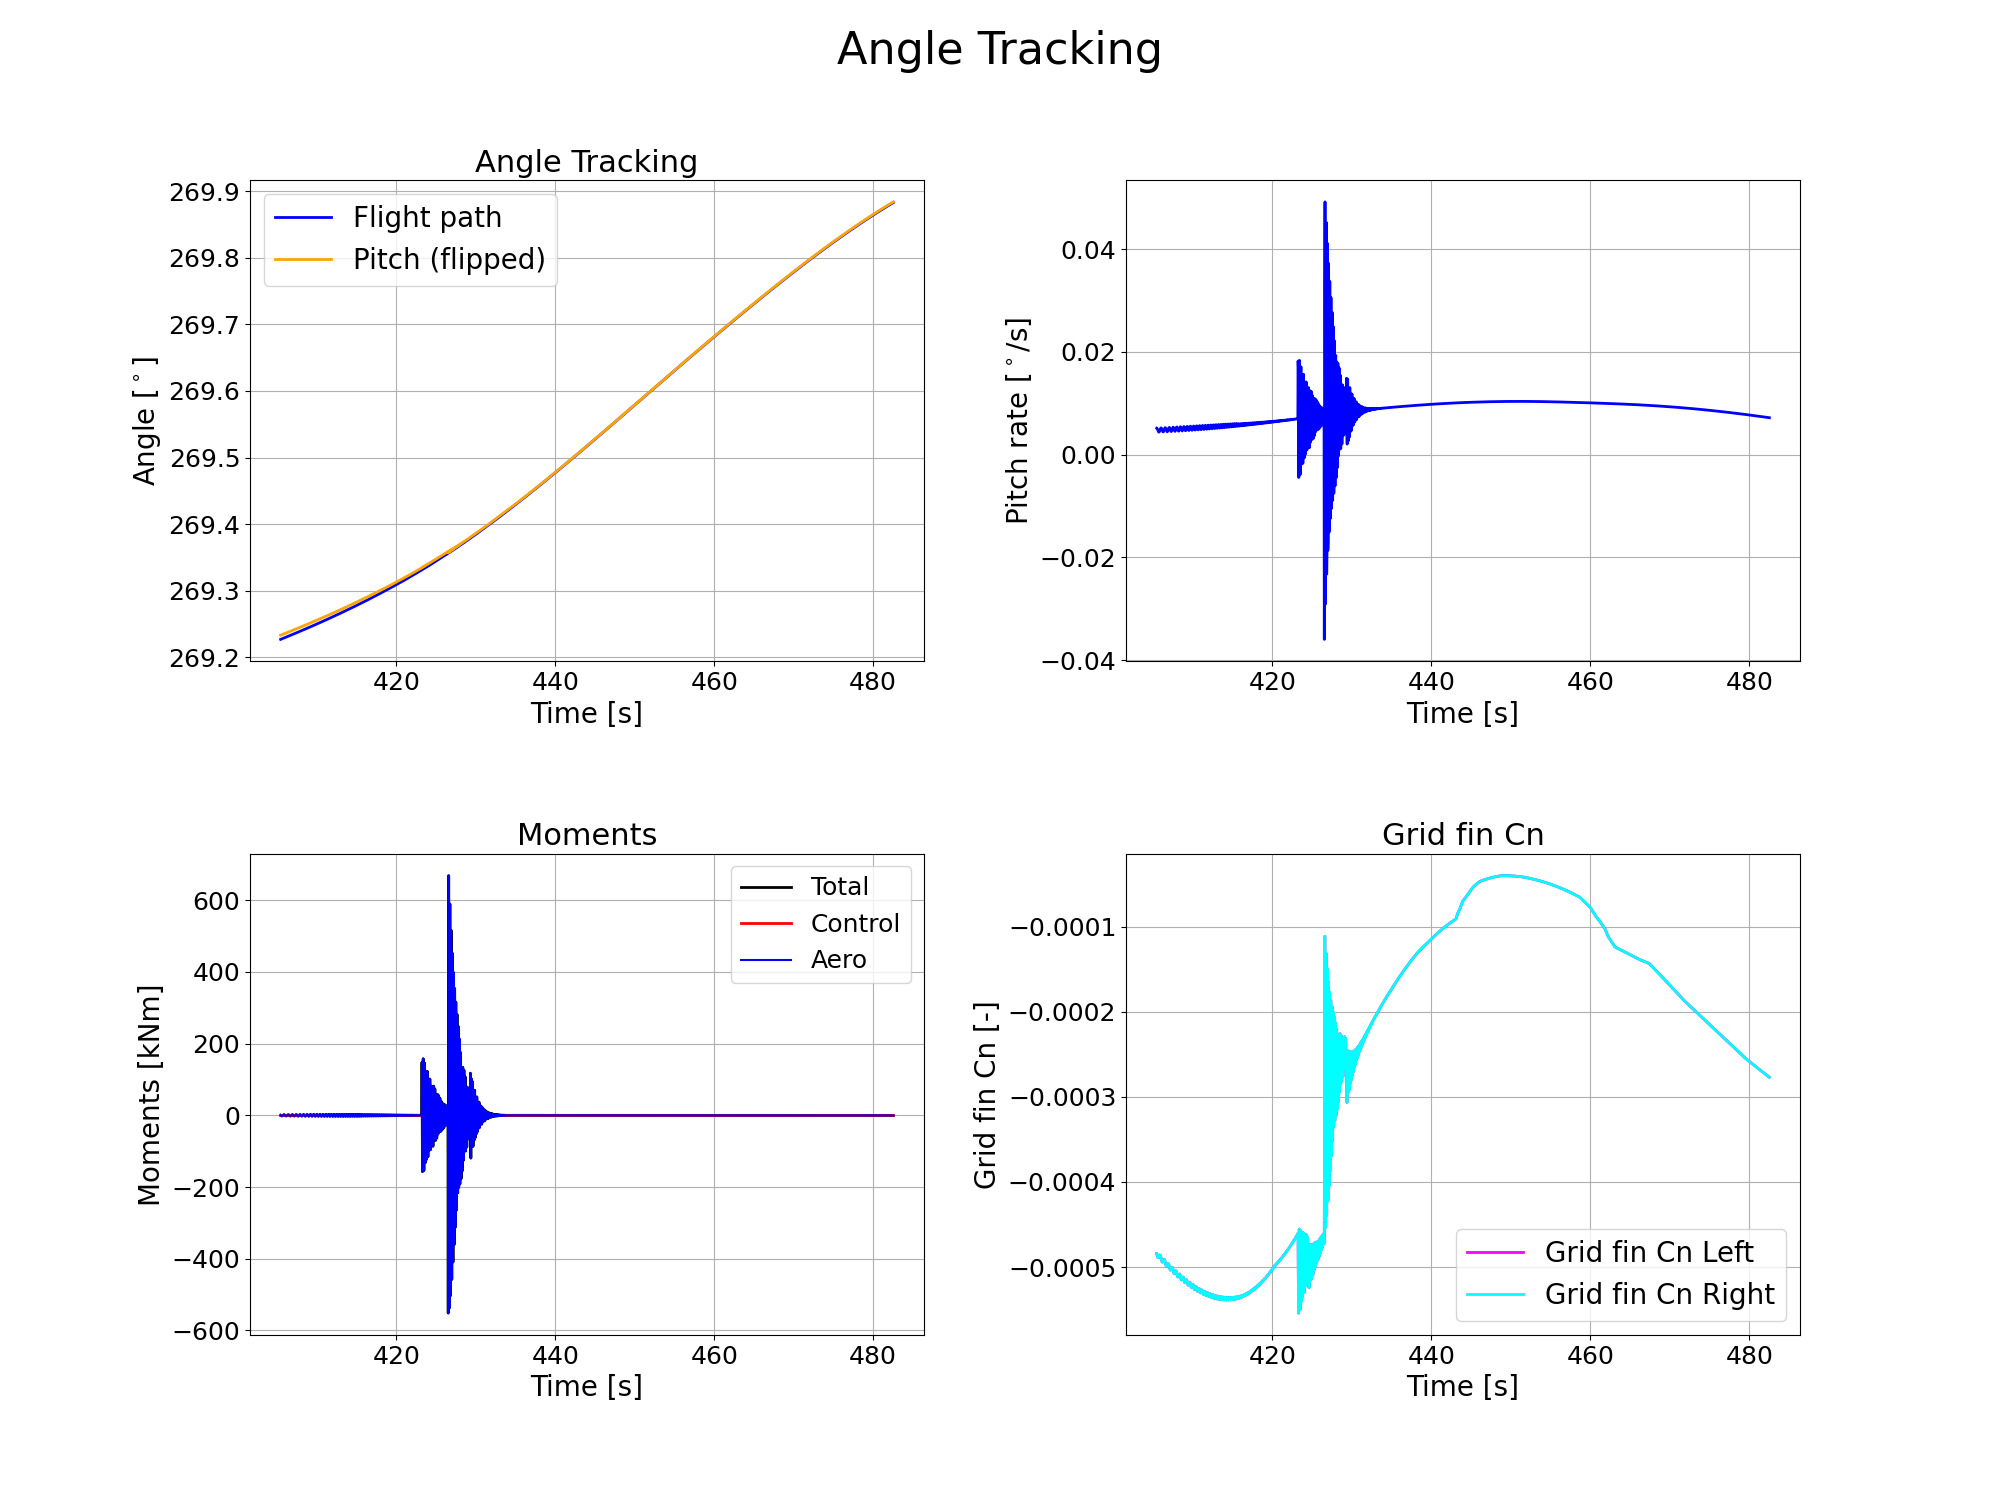 Angle Tracking
Angle Tracking
269.9
269.8
269.7
269.6
269.5
269.4
269.3
269.2
Angle [°]
Flight path
Pitch (flipped)
420 440 460 480
Time [s]
0.04
0.02
0.00
−0.02
−0.04
Pitch rate [°/s]
420 440 460 480
Time [s]
Moments
600
400
200
0
−200
−400
−600
Moments [kNm]
Total
Control
Aero
420 440 460 480
Time [s]
Grid fin Cn
−0.0001
−0.0002
−0.0003
−0.0004
−0.0005
Grid fin Cn [-]
Grid fin Cn Left
Grid fin Cn Right
420 440 460 480
Time [s]